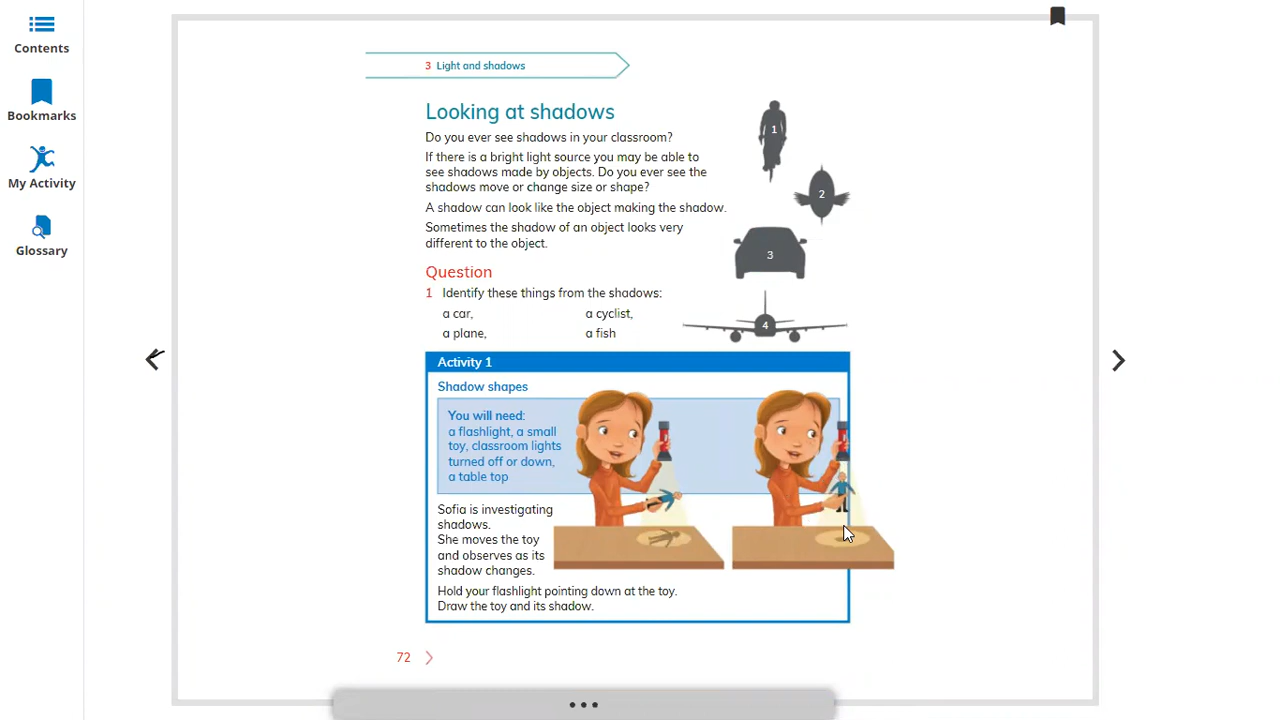 Contents
Bookmarks
My Activity
Glossary
3 Light and shadows
Looking at shadows
Do you ever see shadows in your classroom?
If there is a bright light source you may be able to
see shadows made by objects. Do you ever see the
shadows move or change size or shape?
A shadow can look like the object making the shadow.
Sometimes the shadow of an object looks very
different to the object.
1
2
3
4
Question
1 Identify these things from the shadows:
a car, a cyclist,
a plane, a fish
Activity 1
Shadow shapes
You will need:
a flashlight, a small
toy, classroom lights
turned off or down,
a table top
Sofia is investigating
shadows.
She moves the toy
and observes as its
shadow changes.
Hold your flashlight pointing down at the toy.
Draw the toy and its shadow.
72